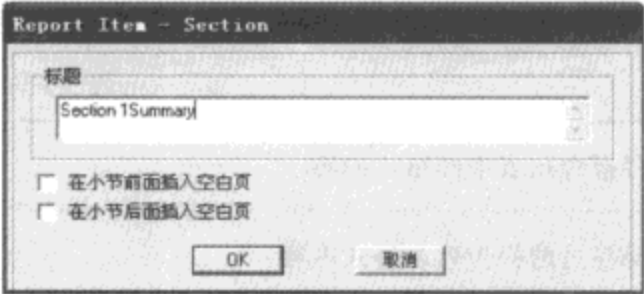 Report Item - Section
标题
Section 1Summary
在小节前面插入空白页
在小节后面插入空白页
OK 取消